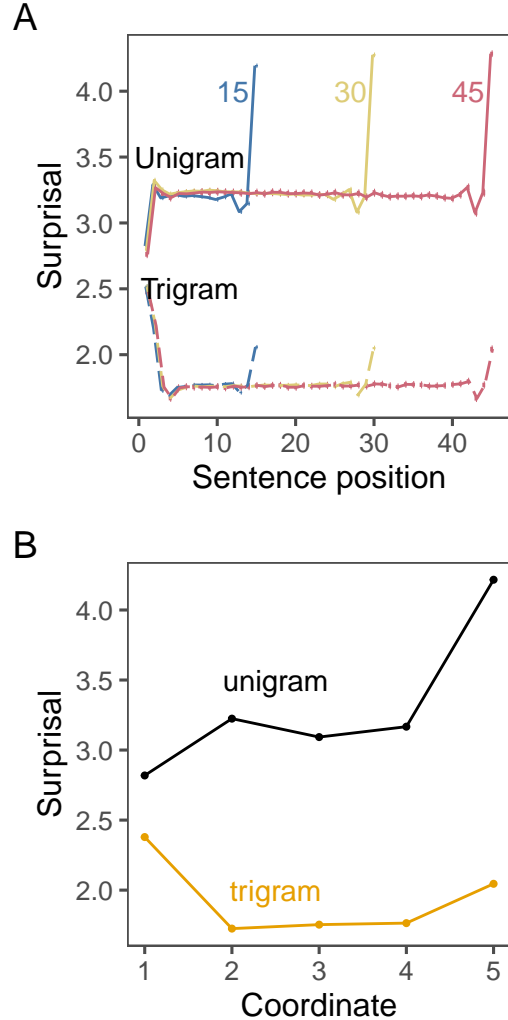 A
Surprisal
4.0
3.5
3.0
2.5
2.0
15
30
45
Unigram
Trigram
0
10
20
30
40
Sentence position
B
Surprisal
4.0
3.5
3.0
2.5
2.0
unigram
trigram
1
2
3
4
5
Coordinate